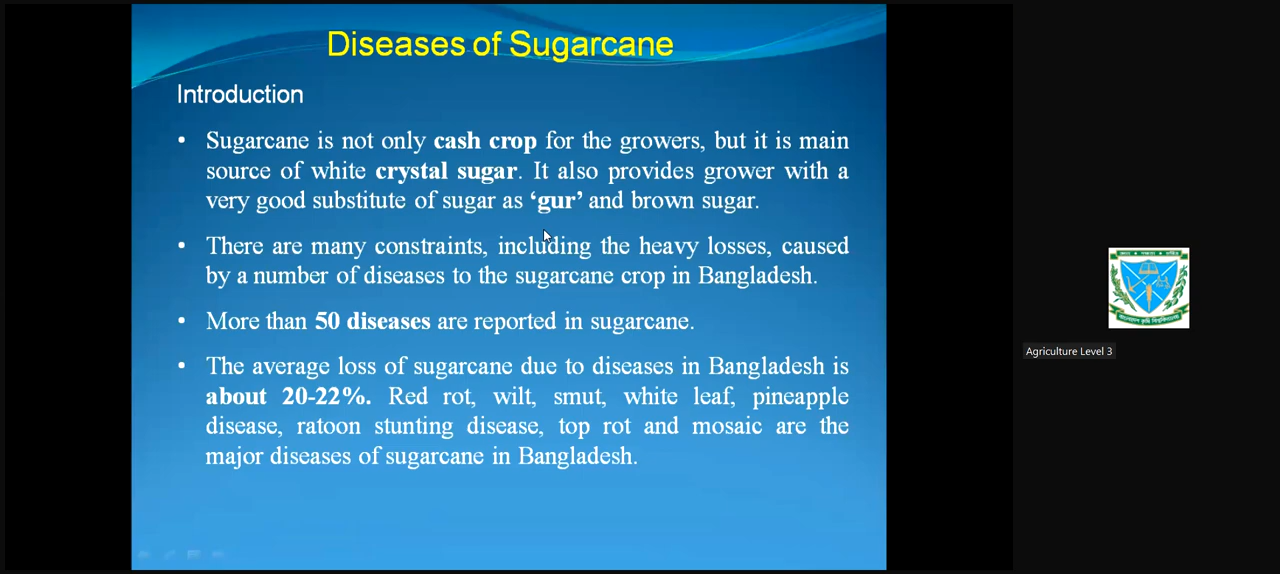 Diseases of Sugarcane
Introduction
• Sugarcane is not only cash crop for the growers, but it is main
source of white crystal sugar. It also provides grower with a
very good substitute of sugar as ‘gur’ and brown sugar.
• There are many constraints, including the heavy losses, caused
by a number of diseases to the sugarcane crop in Bangladesh.
• More than 50 diseases are reported in sugarcane.
• The average loss of sugarcane due to diseases in Bangladesh is
about 20-22%. Red rot, wilt, smut, white leaf, pineapple
disease, ratoon stunting disease, top rot and mosaic are the
major diseases of sugarcane in Bangladesh.
Agriculture Level 3